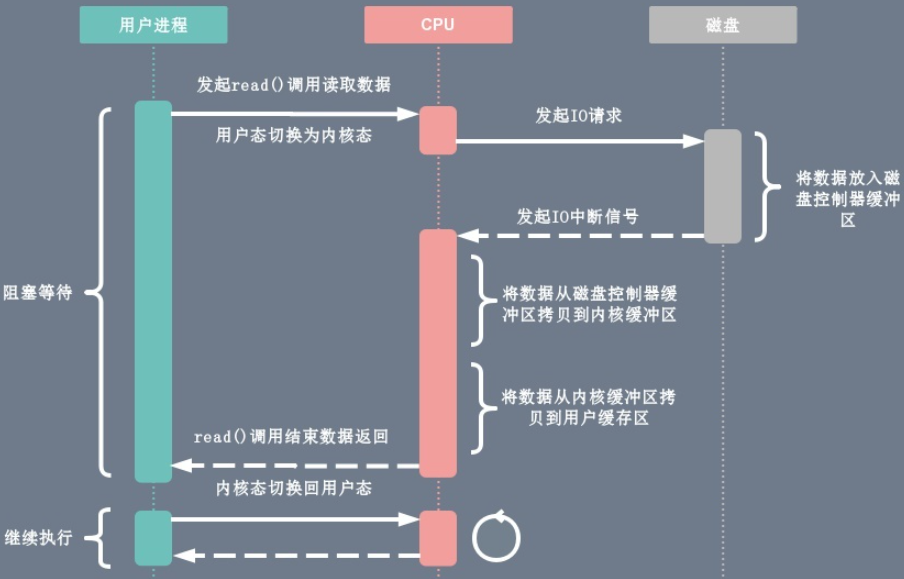 用户进程
CPU
磁盘
发起read()调用读取数据
用户态切换为内核态
发起IO请求
将数据放入磁
盘控制器缓冲
区
发起IO中断信号
阻塞等待
将数据从磁盘控制器缓
冲区拷贝到内核缓冲区
将数据从内核缓冲区拷
贝到用户缓存区
read()调用结束数据返回
内核态切换回用户态
继续执行